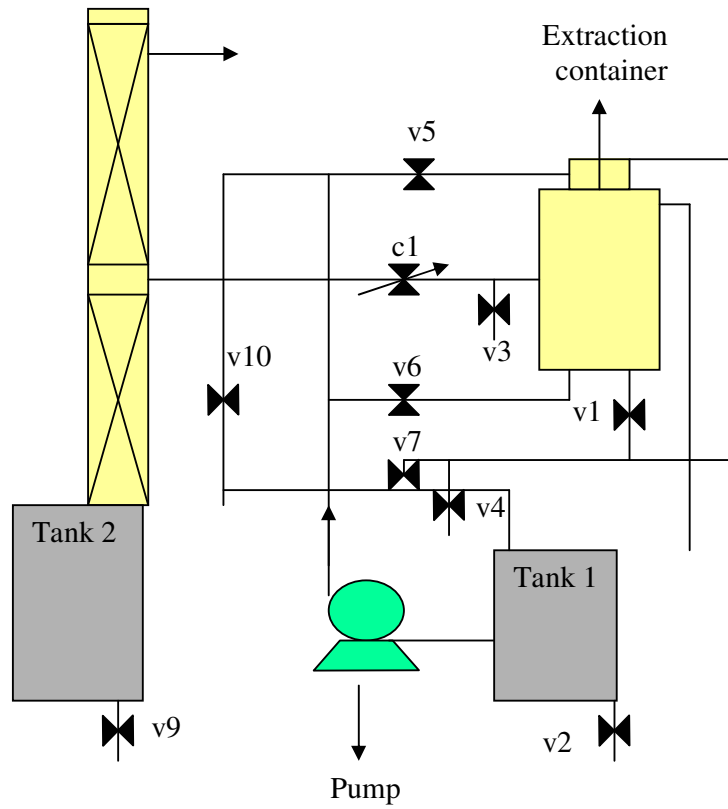 Extraction
container
v5
c1
v3
v10
v6
v1
v7
v4
Tank 2
Tank 1
v9
v2
Pump